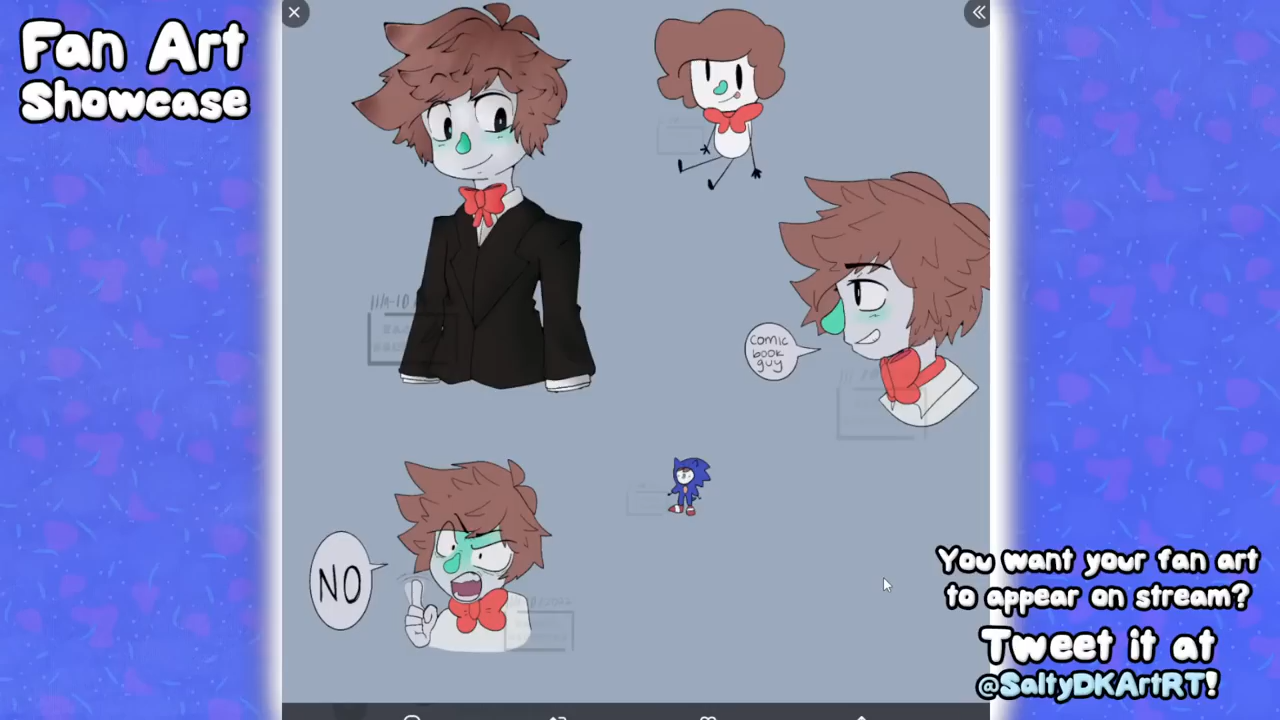 Fan Art
Showcase
comic
book
guy
NO
You want your fan art
to appear on stream?
Tweet it at
@SaltyDKArtRT!